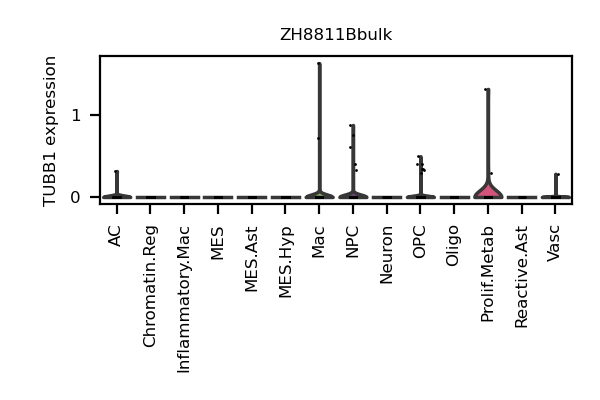 ZH8811Bbulk
TUBB1 expression
1
0
AC
Chromatin.Reg
Inflammatory.Mac
MES
MES.Ast
MES.Hyp
Mac
NPC
Neuron
OPC
Oligo
Prolif.Metab
Reactive.Ast
Vasc